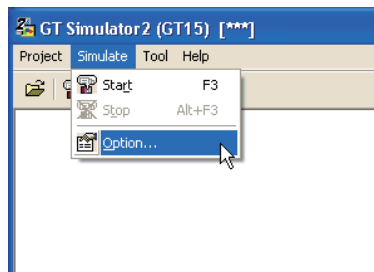 GT Simulator2 (GT15) [***]
Project Simulate Tool Help
Start F3
Stop Alt+F3
Option...